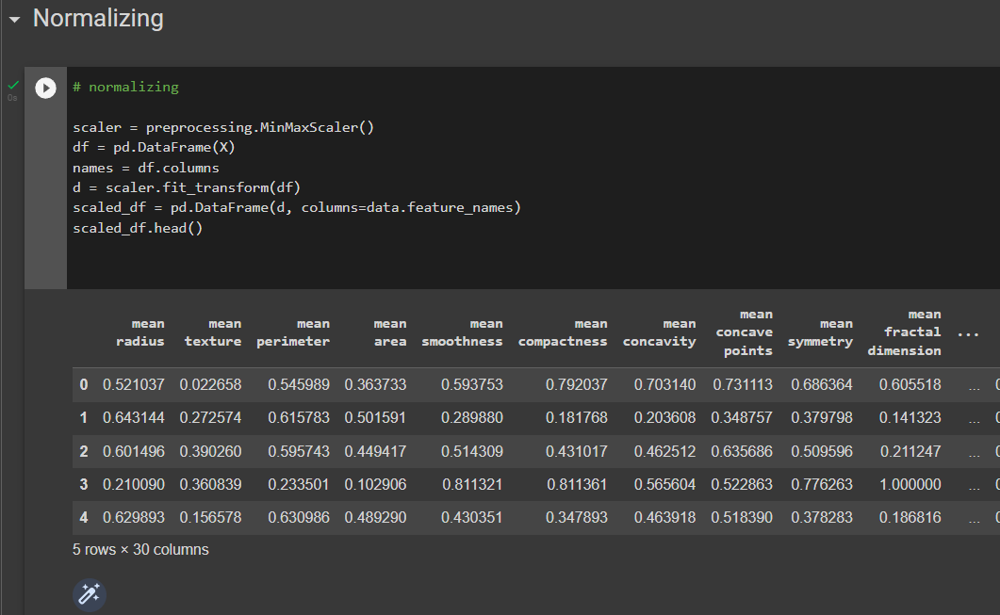 Normalizing
0s
# normalizing
scaler = preprocessing.MinMaxScaler()
df = pd.DataFrame(X)
names = df.columns
d = scaler.fit_transform(df)
scaled_df = pd.DataFrame(d, columns=data.feature_names)
scaled_df.head()
mean radius mean texture mean perimeter mean area mean smoothness mean compactness mean concavity mean concave points mean symmetry mean fractal dimension ...
0 0.521037 0.022658 0.545989 0.363733 0.593753 0.792037 0.703140 0.731113 0.686364 0.605518 ...
1 0.643144 0.272574 0.615783 0.501591 0.289880 0.181768 0.203608 0.348757 0.379798 0.141323 ...
2 0.601496 0.390260 0.595743 0.449417 0.514309 0.431017 0.462512 0.635686 0.509596 0.211247 ...
3 0.210090 0.360839 0.233501 0.102906 0.811321 0.811361 0.565604 0.522863 0.776263 1.000000 ...
4 0.629893 0.156578 0.630986 0.489290 0.430351 0.347893 0.463918 0.518390 0.378283 0.186816 ...
5 rows × 30 columns